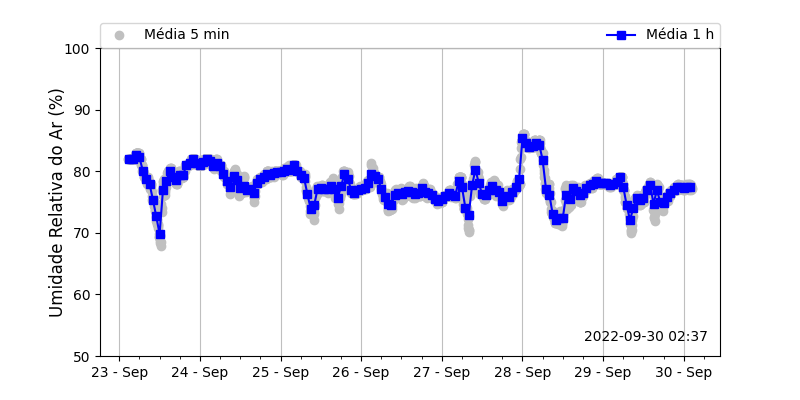 Média 5 min
Média 1 h
Umidade Relativa do Ar (%)
100
90
80
70
60
50
2022-09-30 02:37
23 - Sep
24 - Sep
25 - Sep
26 - Sep
27 - Sep
28 - Sep
29 - Sep
30 - Sep